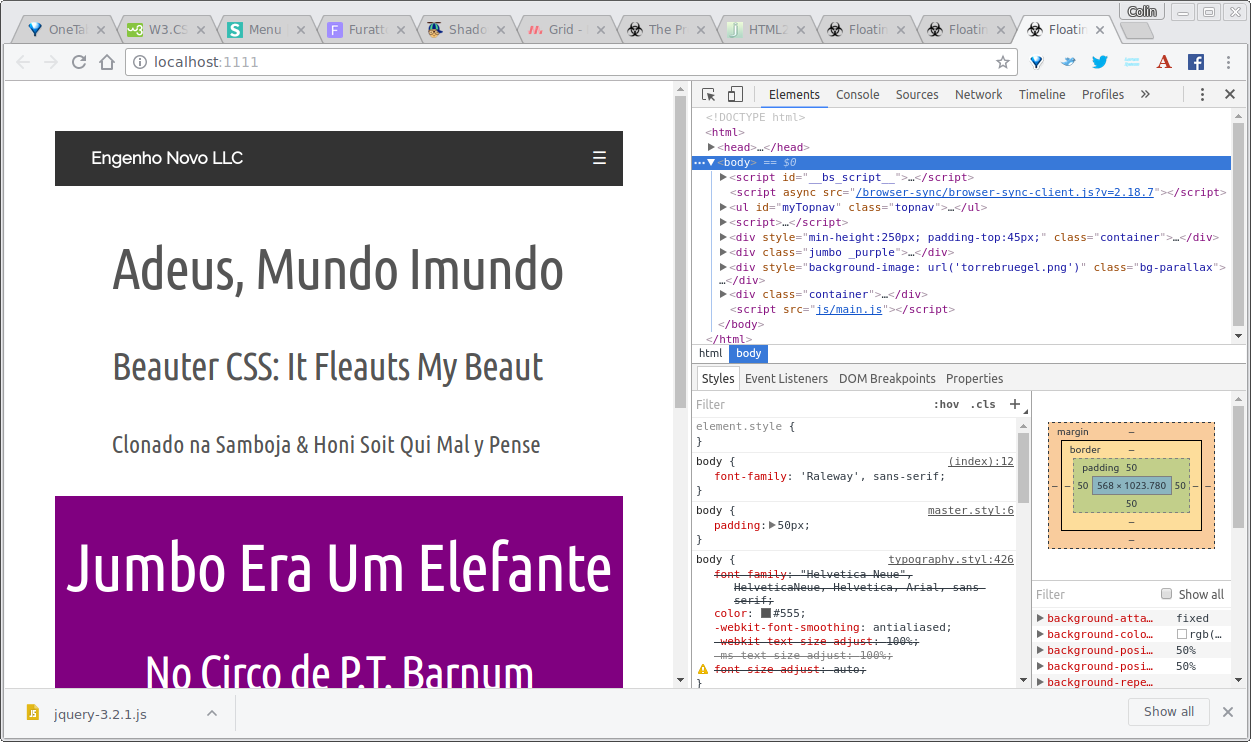 Colin
OneTa
W3.CS
S Menu
F Furatt
Shado
Grid -
The Pr
HTML2
Floatin
Floatin
Floatin
localhost:1111
A
Elements Console Sources Network Timeline Profiles »
Engenho Novo LLC ☰
Adeus, Mundo Imundo
Beauter CSS: It Fleauts My Beaut
Clonado na Samboja & Honi Soit Qui Mal y Pense
Jumbo Era Um Elefante
No Circo de P.T. Barnum
<!DOCTYPE html>
<html>
▶<head>…</head>
…▼<body> == $0
▶<script id="__bs_script__">…</script>
<script async src="/browser-sync/browser-sync-client.js?v=2.18.7"></script>
▶<ul id="myTopnav" class="topnav">…</ul>
▶<script>…</script>
▶<div style="min-height:250px; padding-top:45px;" class="container">…</div>
▶<div class="jumbo _purple">…</div>
▶<div style="background-image: url('torrebruegel.png')" class="bg-parallax">
…</div>
▶<div class="container">…</div>
<script src="js/main.js"></script>
</body>
</html>
html body
Styles Event Listeners DOM Breakpoints Properties
Filter :hov .cls +
element.style {
}
body { (index):12
font-family: 'Raleway', sans-serif;
}
body { master.styl:6
padding:▶50px;
}
body { typography.styl:426
font-family: "Helvetica Neue",
HelveticaNeue, Helvetica, Arial, sans-
serif;
color: #555;
-webkit-font-smoothing: antialiased;
-webkit-text-size-adjust: 100%;
-ms-text-size-adjust: 100%;
font-size-adjust: auto;
}
margin –
border –
padding 50
– – 50 568 × 1023.780 50 – –
50
–
–
Filter Show all
▶background-atta… fixed
▶background-colo… rgb(…
▶background-posi… 50%
▶background-posi… 50%
▶background-repe…
JS jquery-3.2.1.js
Show all